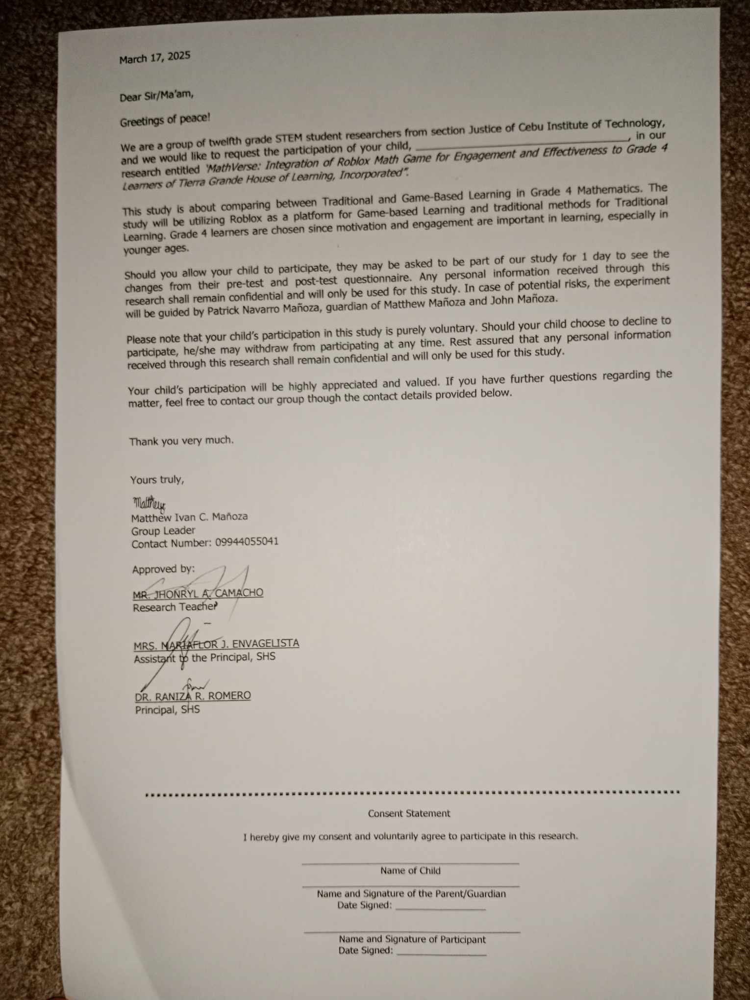 March 17, 2025
Dear Sir/Ma'am,
Greetings of peace!
We are a group of twelfth grade STEM student researchers from section Justice of Cebu Institute of Technology,
and we would like to request the participation of your child, ____________________, in our
research entitled "MathVerse: Integration of Roblox Math Game for Engagement and Effectiveness to Grade 4
Learners of Tierra Grande House of Learning, Incorporated".
This study is about comparing between Traditional and Game-Based Learning in Grade 4 Mathematics. The
study will be utilizing Roblox as a platform for Game-based Learning and traditional methods for Traditional
Learning. Grade 4 learners are chosen since motivation and engagement are important in learning, especially in
younger ages.
Should you allow your child to participate, they may be asked to be part of our study for 1 day to see the
changes from their pre-test and post-test questionnaire. Any personal information received through this
research shall remain confidential and will only be used for this study. In case of potential risks, the experiment
will be guided by Patrick Navarro Mañoza, guardian of Matthew Mañoza and John Mañoza.
Please note that your child's participation in this study is purely voluntary. Should your child choose to decline to
participate, he/she may withdraw from participating at any time. Rest assured that any personal information
received through this research shall remain confidential and will only be used for this study.
Your child's participation will be highly appreciated and valued. If you have further questions regarding the
matter, feel free to contact our group though the contact details provided below.
Thank you very much.
Yours truly,
Matthew Ivan C. Mañoza
Group Leader
Contact Number: 09944055041
Approved by:
MR. JHONRYL A. CAMACHO
Research Teacher
MRS. MARIAFLOR J. ENVAGELISTA
Assistant to the Principal, SHS
DR. RANIZA R. ROMERO
Principal, SHS
Consent Statement
I hereby give my consent and voluntarily agree to participate in this research.
Name of Child
Name and Signature of the Parent/Guardian
Date Signed: ____________
Name and Signature of Participant
Date Signed: ____________